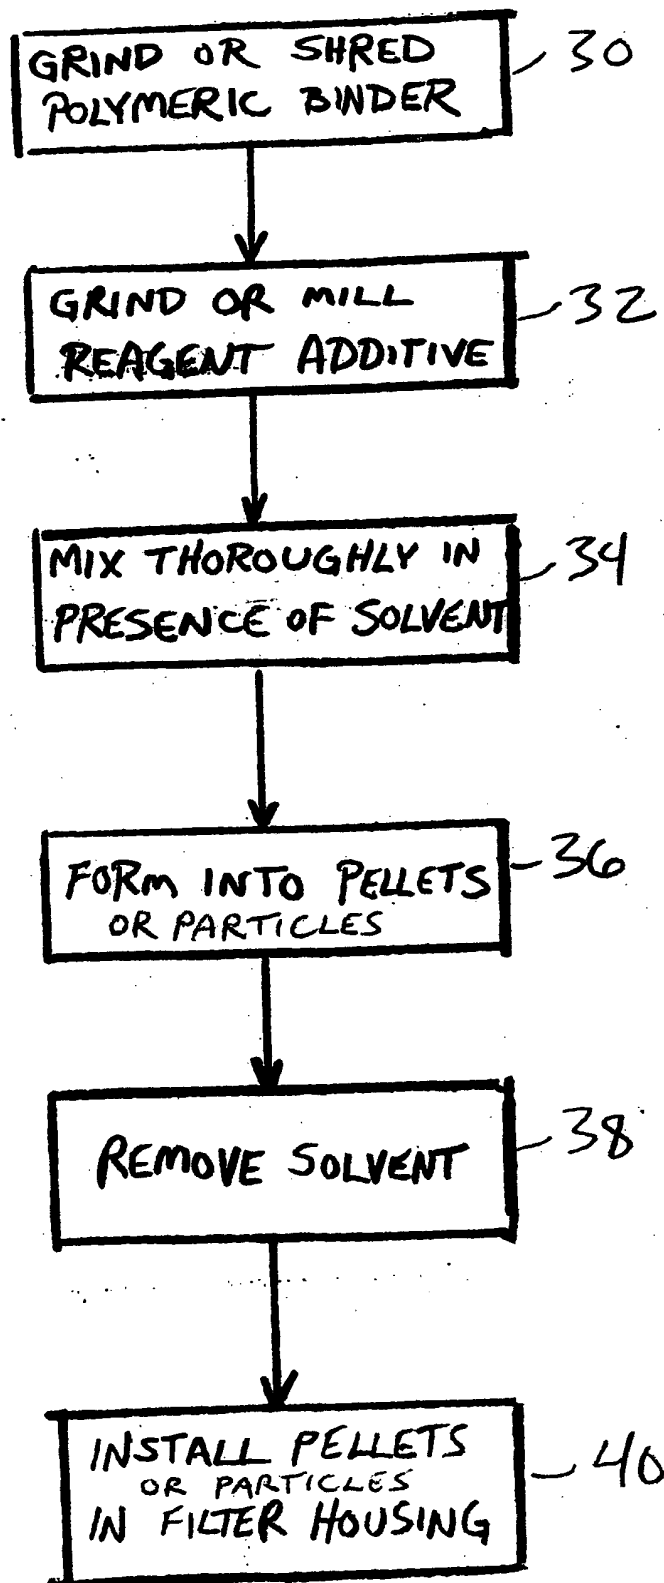 GRIND OR SHRED
POLYMERIC BINDER
30
GRIND OR MILL
REAGENT ADDITIVE
32
MIX THOROUGHLY IN
PRESENCE OF SOLVENT
34
FORM INTO PELLETS
OR PARTICLES
36
REMOVE SOLVENT
38
INSTALL PELLETS
OR PARTICLES
IN FILTER HOUSING
40